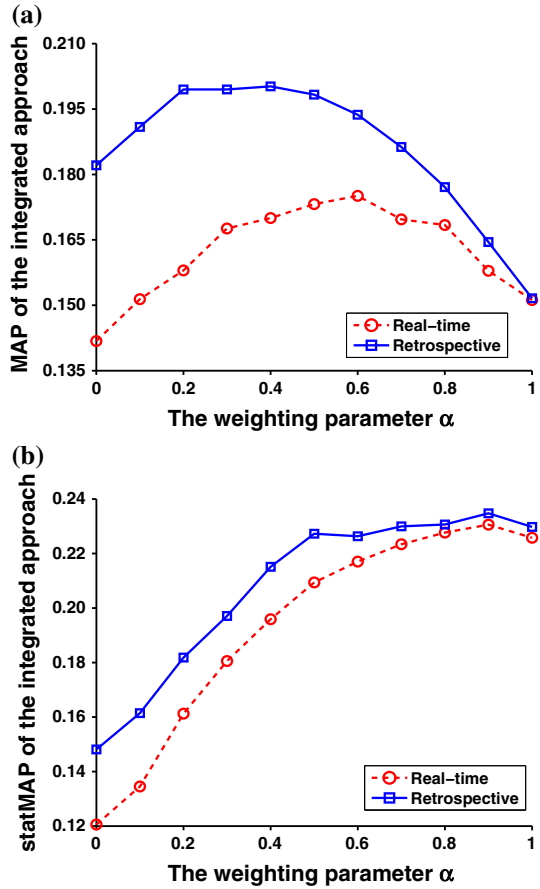 (a)
MAP of the integrated approach
0.210
0.195
0.180
0.165
0.150
0.135
0
0.2
0.4
0.6
0.8
1
Real-time
Retrospective
The weighting parameter α
(b)
statMAP of the integrated approach
0.24
0.22
0.20
0.18
0.16
0.14
0.12
0
0.2
0.4
0.6
0.8
1
Real-time
Retrospective
The weighting parameter α